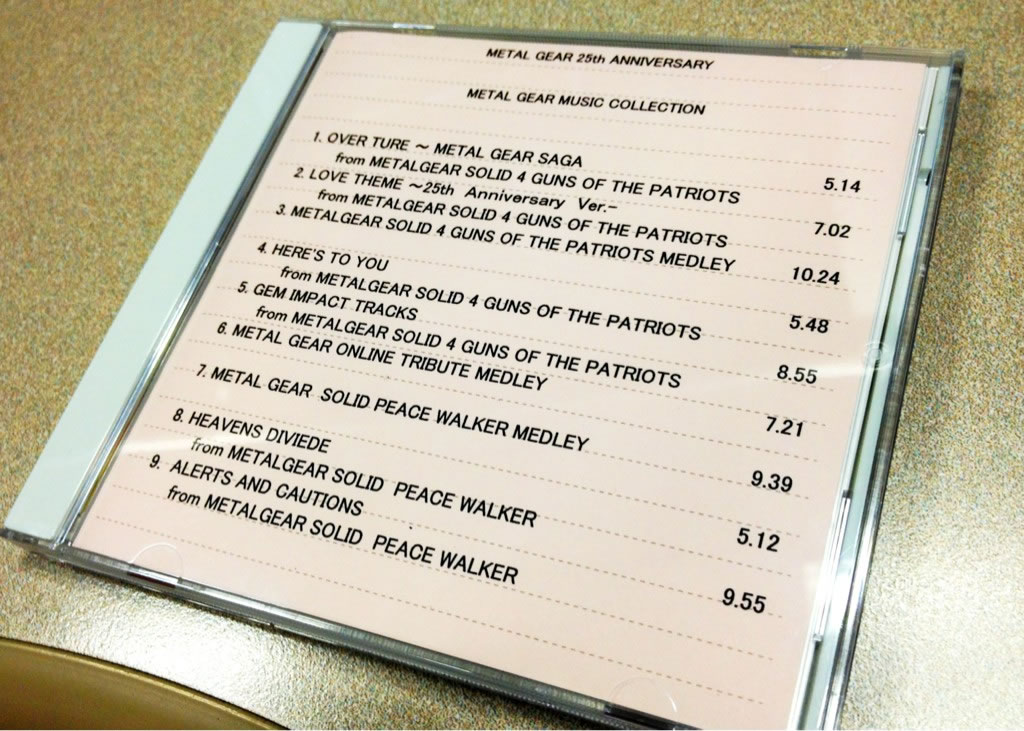 METAL GEAR 25th ANNIVERSARY
METAL GEAR MUSIC COLLECTION
1. OVER TURE ～ METAL GEAR SAGA
from METALGEAR SOLID 4 GUNS OF THE PATRIOTS 5.14
2. LOVE THEME ～25th Anniversary Ver.-
from METALGEAR SOLID 4 GUNS OF THE PATRIOTS 7.02
3. METALGEAR SOLID 4 GUNS OF THE PATRIOTS MEDLEY 10.24
4. HERE'S TO YOU
from METALGEAR SOLID 4 GUNS OF THE PATRIOTS 5.48
5. GEM IMPACT TRACKS
from METALGEAR SOLID 4 GUNS OF THE PATRIOTS 8.55
6. METAL GEAR ONLINE TRIBUTE MEDLEY 7.21
7. METAL GEAR SOLID PEACE WALKER MEDLEY 9.39
8. HEAVENS DIVIEDE
from METALGEAR SOLID PEACE WALKER 5.12
9. ALERTS AND CAUTIONS
from METALGEAR SOLID PEACE WALKER 9.55